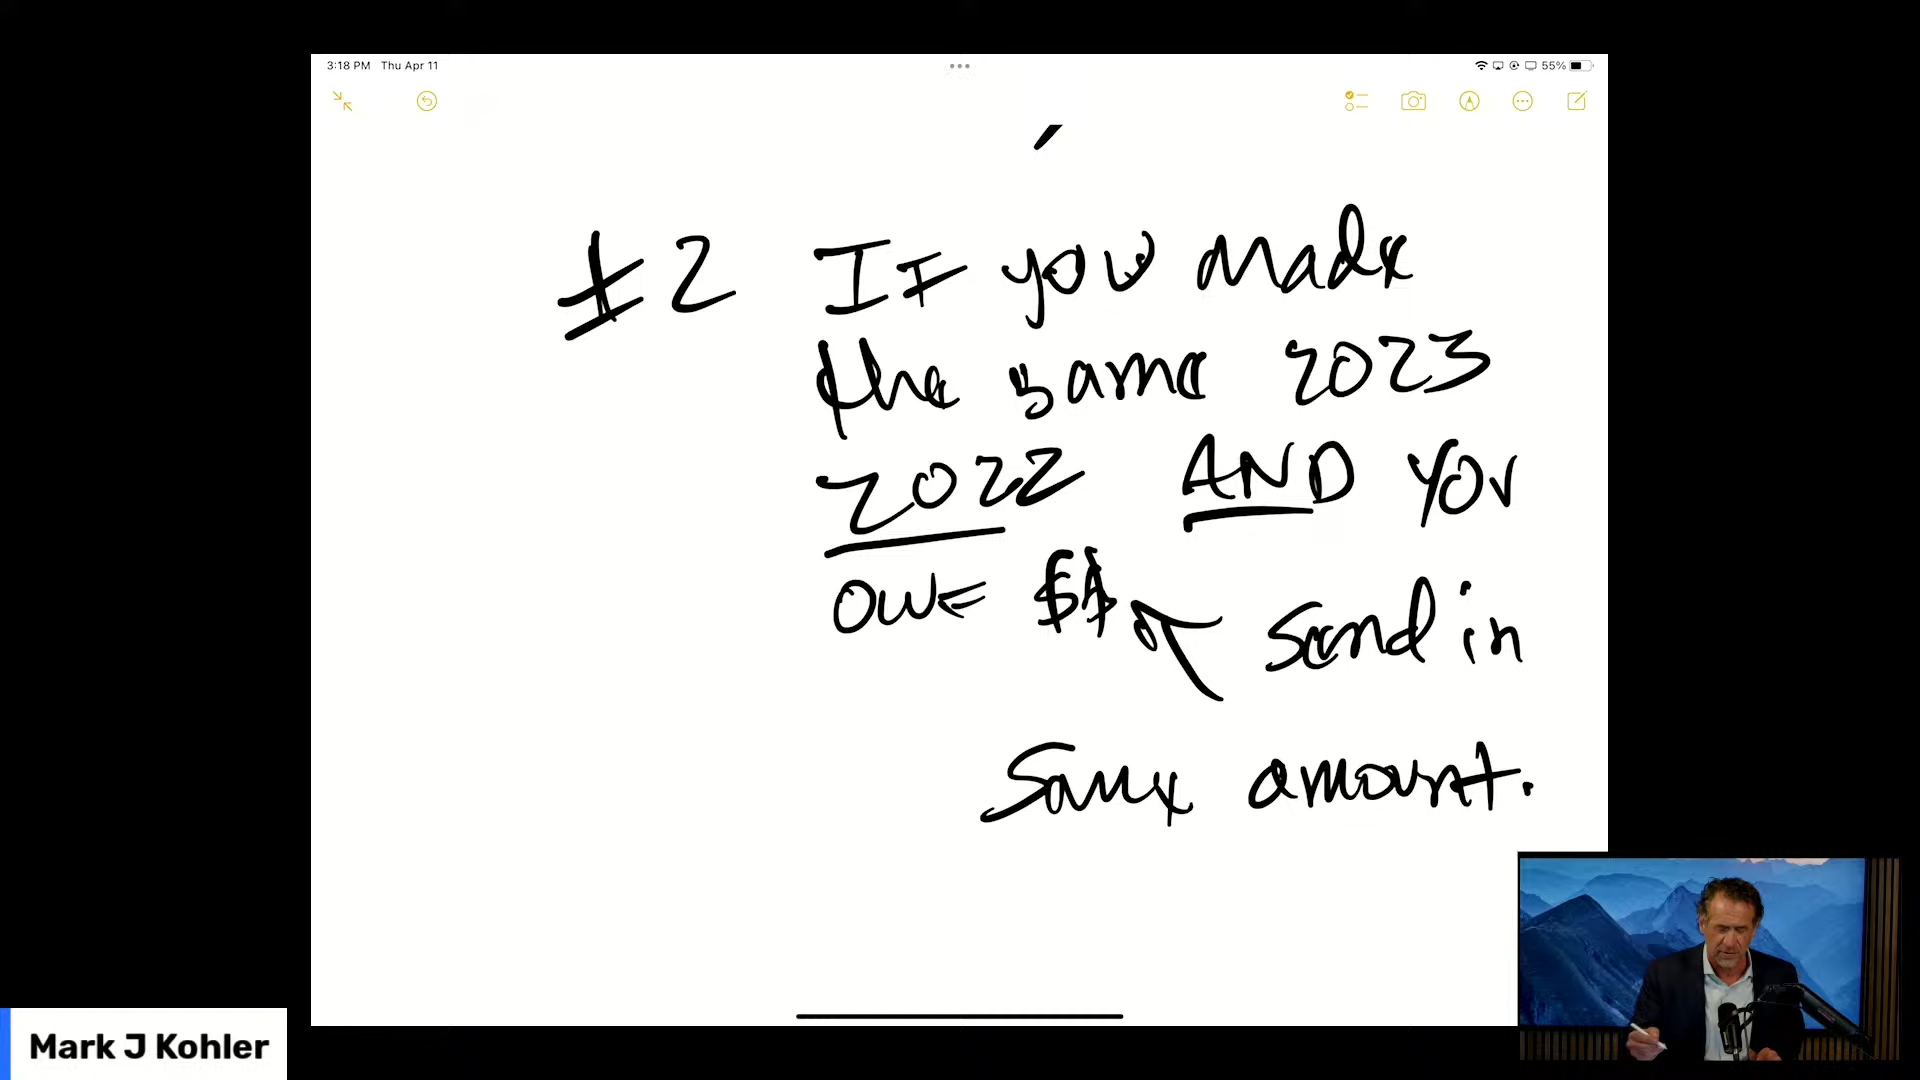 3:18 PM Thu Apr 11
55%
#2 IF you made
the same 2023
2022 AND you
owe $$ send in
Same amount.
Mark J Kohler